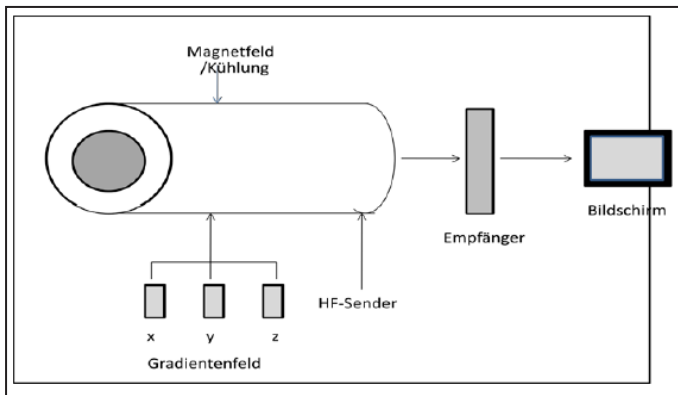 Magnetfeld
/Kühlung
Bildschirm
Empfänger
HF-Sender
x y z
Gradientenfeld